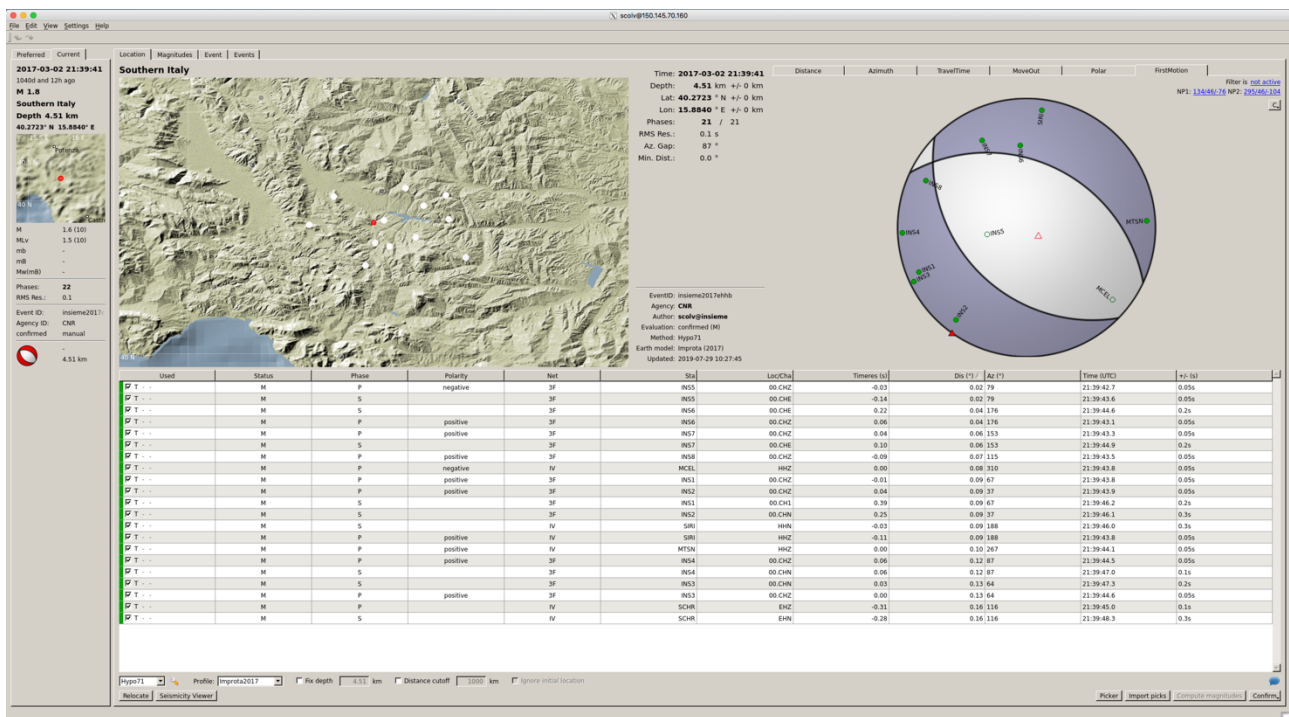 scolv@150.145.70.160
File Edit View Settings Help
Preferred Current
2017-03-02 21:39:41
1040d and 12h ago
M 1.8
Southern Italy
Depth 4.51 km
40.2723° N 15.8840° E
Potenza
40 N
M 1.6 (10)
MLv 1.5 (10)
mb -
mB -
Mw(mB) -
Phases: 22
RMS Res.: 0.1
Event ID: insieme2017
Agency ID: CNR
confirmed manual
-
4.51 km
Location Magnitudes Event Events
Southern Italy
40 N
Time: 2017-03-02 21:39:41
Depth: 4.51 km +/- 0 km
Lat: 40.2723 ° N +/- 0 km
Lon: 15.8840 ° E +/- 0 km
Phases: 21 / 21
RMS Res.: 0.1 s
Az. Gap: 87 °
Min. Dist.: 0.0 °
EventID: insieme2017ehhb
Agency: CNR
Author: scolv@insieme
Evaluation: confirmed (M)
Method: Hypo71
Earth model: Improta (2017)
Updated: 2019-07-29 10:27:45
Distance Azimuth TravelTime MoveOut Polar FirstMotion
Filter is not active
NP1: 134/46/-76 NP2: 295/46/-104
SIRI
INS7
INS6
INS8
MTSN
INS4
INS5
INS1
INS3
MCEL
INS2
Used Status Phase Polarity Net Sta Loc/Cha Timeres (s) Dis (°) / Az (°) Time (UTC) +/- (s)
T - - M P negative 3F INS5 00.CHZ -0.03 0.02 79 21:39:42.7 0.05s
T - - M S 3F INS5 00.CHE -0.14 0.02 79 21:39:43.6 0.05s
T - - M S 3F INS6 00.CHE 0.22 0.04 176 21:39:44.6 0.2s
T - - M P positive 3F INS6 00.CHZ 0.06 0.04 176 21:39:43.1 0.05s
T - - M P positive 3F INS7 00.CHZ 0.04 0.06 153 21:39:43.3 0.05s
T - - M S 3F INS7 00.CHE 0.10 0.06 153 21:39:44.9 0.2s
T - - M P positive 3F INS8 00.CHZ -0.09 0.07 115 21:39:43.5 0.05s
T - - M P negative IV MCEL HHZ 0.00 0.08 310 21:39:43.8 0.05s
T - - M P positive 3F INS1 00.CHZ -0.01 0.09 67 21:39:43.8 0.05s
T - - M P positive 3F INS2 00.CHZ 0.04 0.09 37 21:39:43.9 0.05s
T - - M S 3F INS1 00.CH1 0.39 0.09 67 21:39:46.2 0.2s
T - - M S 3F INS2 00.CHN 0.25 0.09 37 21:39:46.1 0.3s
T - - M S IV SIRI HHN -0.03 0.09 188 21:39:46.0 0.3s
T - - M P positive IV SIRI HHZ -0.11 0.09 188 21:39:43.8 0.05s
T - - M P positive IV MTSN HHZ 0.00 0.10 267 21:39:44.1 0.05s
T - - M P positive 3F INS4 00.CHZ 0.06 0.12 87 21:39:44.5 0.05s
T - - M S 3F INS4 00.CHN 0.06 0.12 87 21:39:47.0 0.1s
T - - M S 3F INS3 00.CHN 0.03 0.13 64 21:39:47.3 0.2s
T - - M P positive 3F INS3 00.CHZ 0.00 0.13 64 21:39:44.6 0.05s
T - - M P IV SCHR EHZ -0.31 0.16 116 21:39:45.0 0.1s
T - - M S IV SCHR EHN -0.28 0.16 116 21:39:48.3 0.3s
Hypo71 Profile: Improta2017 Fix depth 4.51 km Distance cutoff 1000 km Ignore initial location
Relocate Seismicity Viewer Picker Import picks Compute magnitudes Confirm